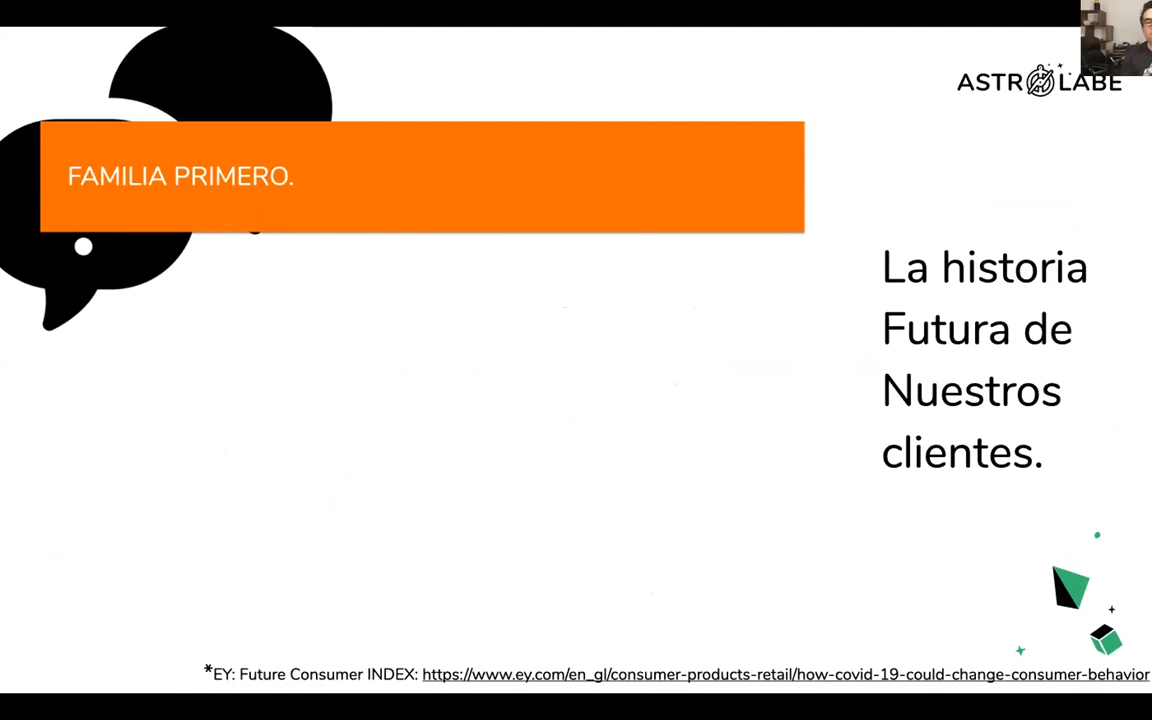 ASTROLABE
FAMILIA PRIMERO.
La historia
Futura de
Nuestros
clientes.
*EY: Future Consumer INDEX: https://www.ey.com/en_gl/consumer-products-retail/how-covid-19-could-change-consumer-behavior